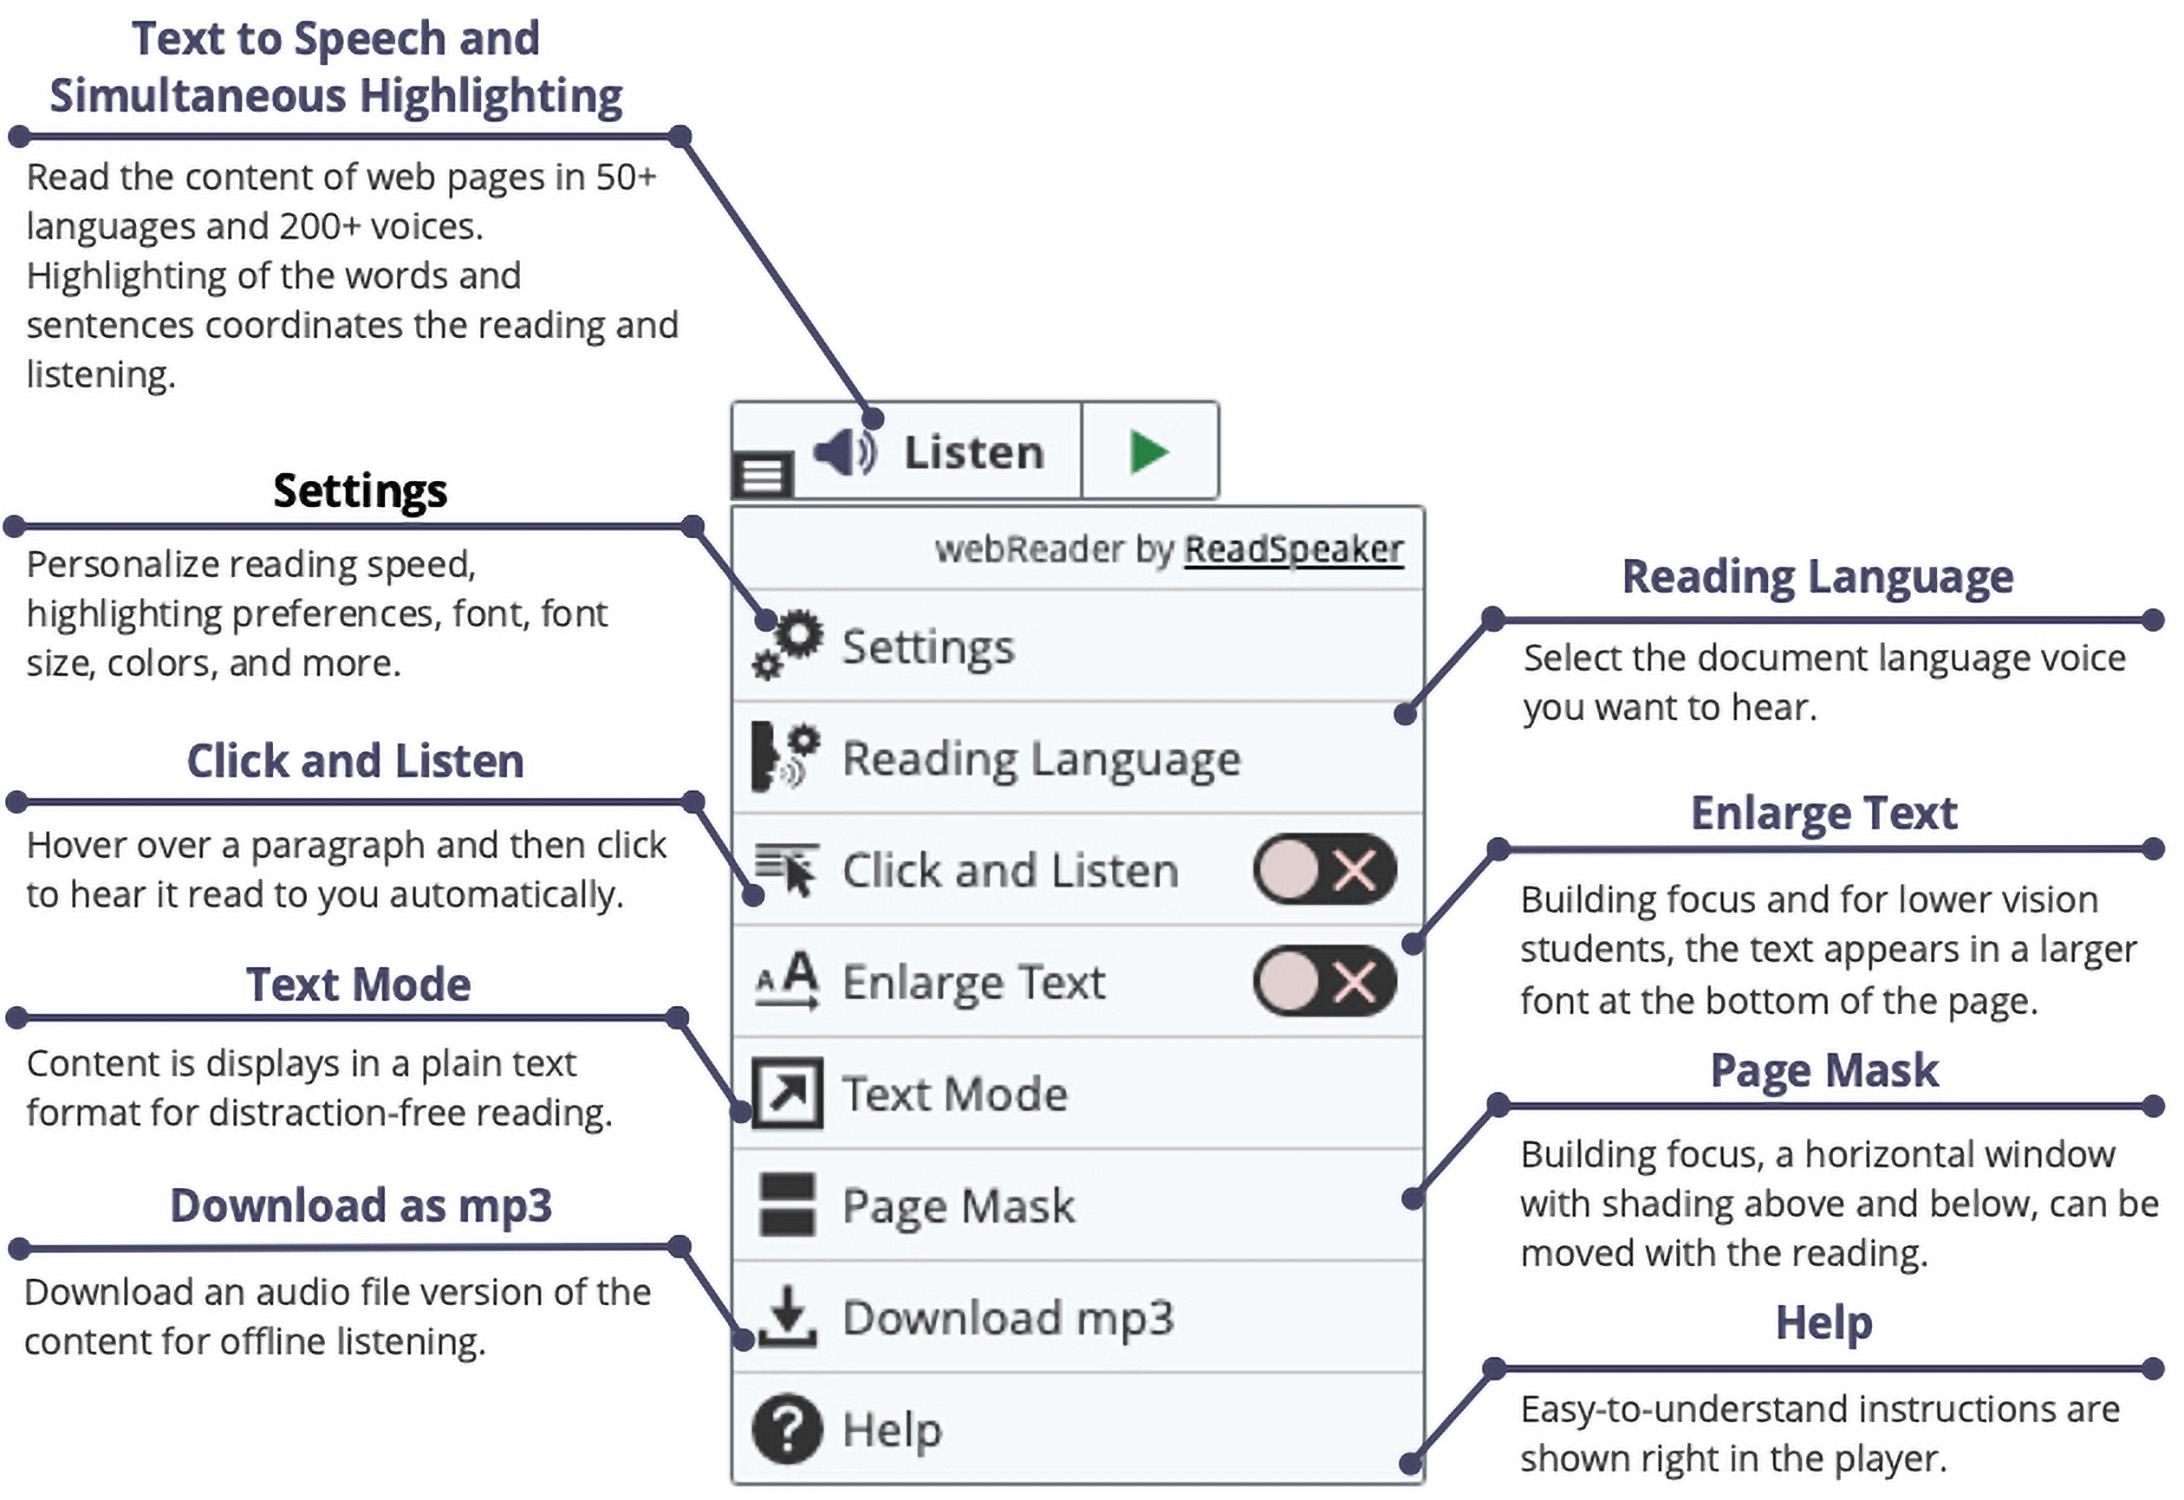 Text to Speech and
Simultaneous Highlighting
Read the content of web pages in 50+
languages and 200+ voices.
Highlighting of the words and
sentences coordinates the reading and
listening.
Settings
Personalize reading speed,
highlighting preferences, font, font
size, colors, and more.
Click and Listen
Hover over a paragraph and then click
to hear it read to you automatically.
Text Mode
Content is displays in a plain text
format for distraction-free reading.
Download as mp3
Download an audio file version of the
content for offline listening.
Listen
webReader by ReadSpeaker
Settings
Reading Language
Click and Listen
Enlarge Text
Text Mode
Page Mask
Download mp3
Help
Reading Language
Select the document language voice
you want to hear.
Enlarge Text
Building focus and for lower vision
students, the text appears in a larger
font at the bottom of the page.
Page Mask
Building focus, a horizontal window
with shading above and below, can be
moved with the reading.
Help
Easy-to-understand instructions are
shown right in the player.